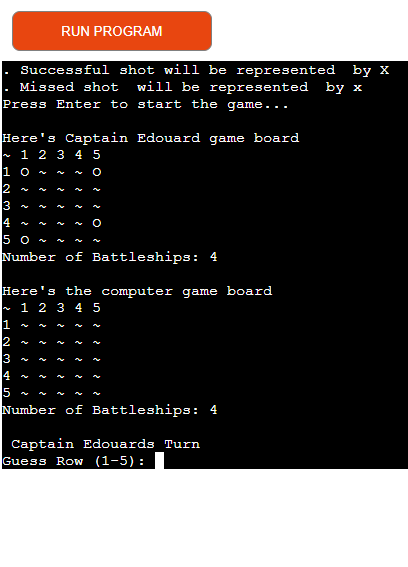 RUN PROGRAM
. Successful shot will be represented  by X
. Missed shot  will be represented  by x
Press Enter to start the game...
Here's Captain Edouard game board
~ 1 2 3 4 5
1 O ~ ~ ~ O
2 ~ ~ ~ ~ ~
3 ~ ~ ~ ~ ~
4 ~ ~ ~ ~ O
5 O ~ ~ ~ ~
Number of Battleships: 4
Here's the computer game board
~ 1 2 3 4 5
1 ~ ~ ~ ~ ~
2 ~ ~ ~ ~ ~
3 ~ ~ ~ ~ ~
4 ~ ~ ~ ~ ~
5 ~ ~ ~ ~ ~
Number of Battleships: 4
Captain Edouards Turn
Guess Row (1-5):